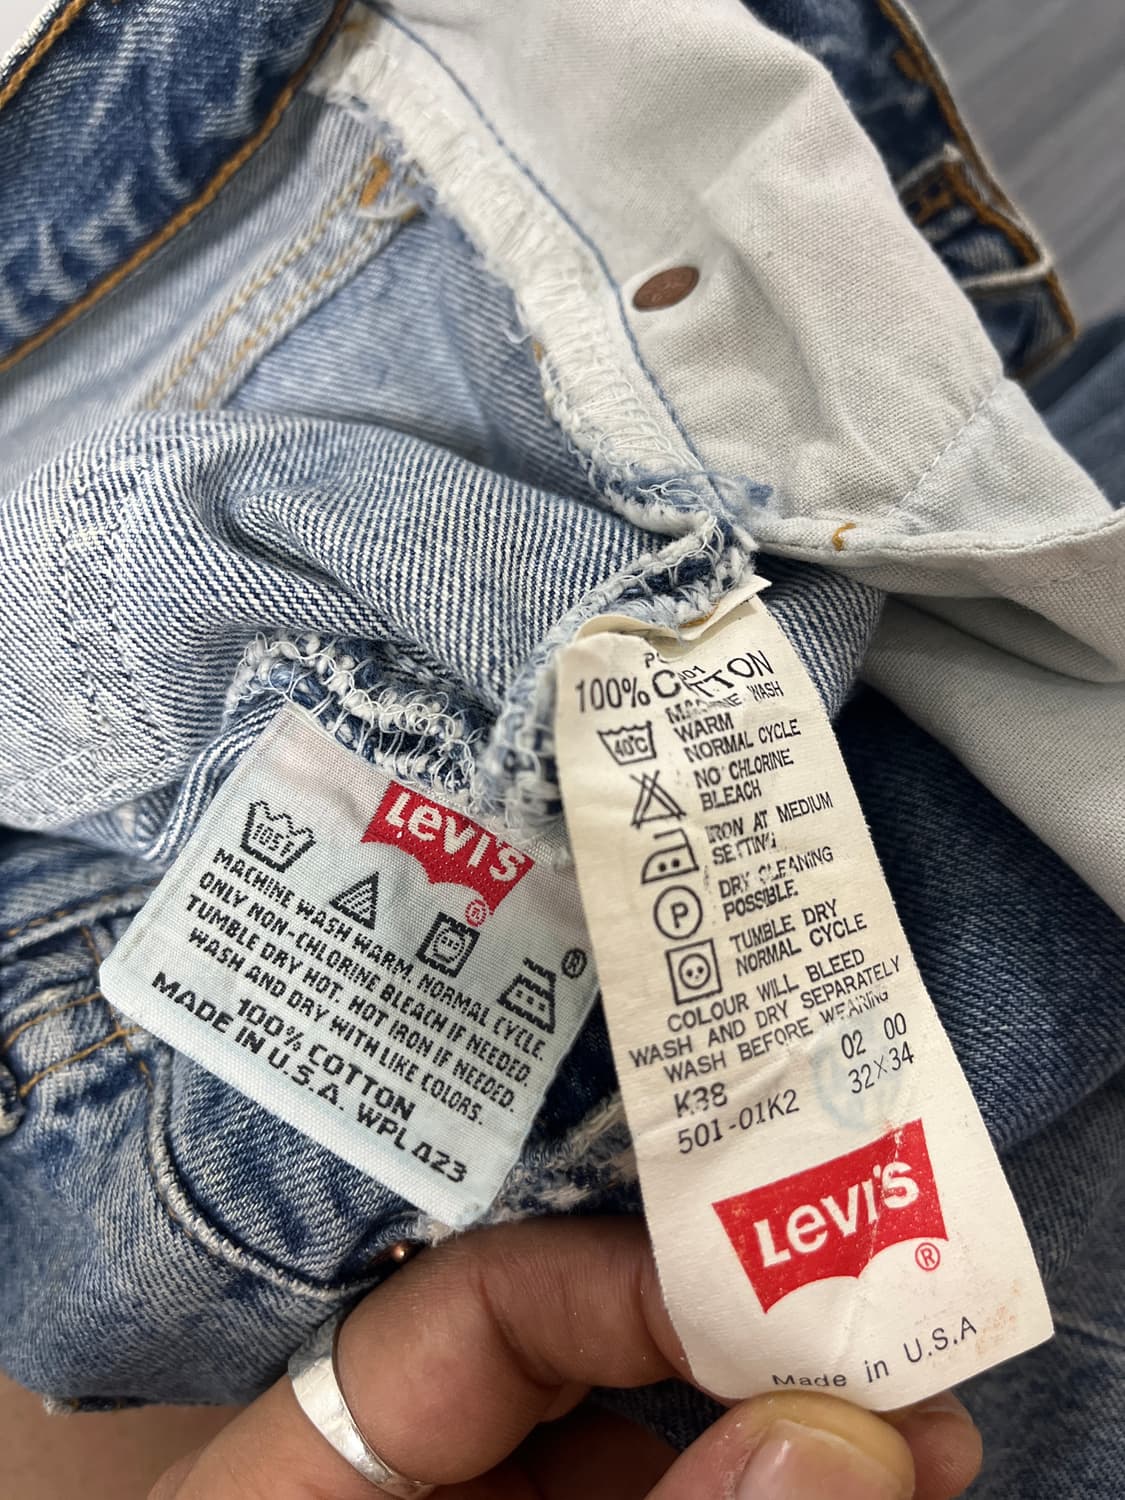 105F
LEVI'S
®
MACHINE WASH WARM. NORMAL CYCLE.
ONLY NON-CHLORINE BLEACH IF NEEDED.
TUMBLE DRY HOT. HOT IRON IF NEEDED.
WASH AND DRY WITH LIKE COLORS.
100% COTTON
MADE IN U.S.A. WPL 423
100% COTTON
40°C
MACHINE WASH
WARM
NORMAL CYCLE
NO CHLORINE
BLEACH
IRON AT MEDIUM
SETTING
P
DRY CLEANING
POSSIBLE.
TUMBLE DRY
NORMAL CYCLE
COLOUR WILL BLEED
WASH AND DRY SEPARATELY
WASH BEFORE WEARING
02 00
K38 32X34
501-01K2
LEVI'S
®
Made in U.S.A